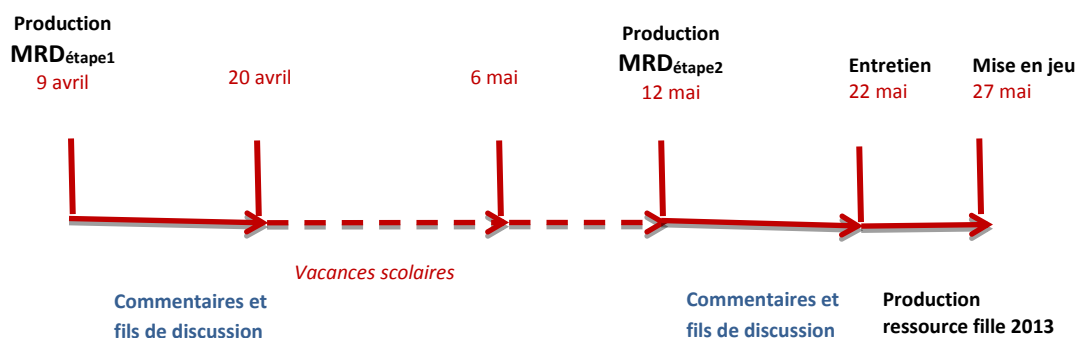 Production
MRDétape1
9 avril
20 avril
6 mai
Production
MRDétape2
12 mai
Entretien
22 mai
Mise en jeu
27 mai
Vacances scolaires
Commentaires et
fils de discussion
Commentaires et
fils de discussion
Production
ressource fille 2013